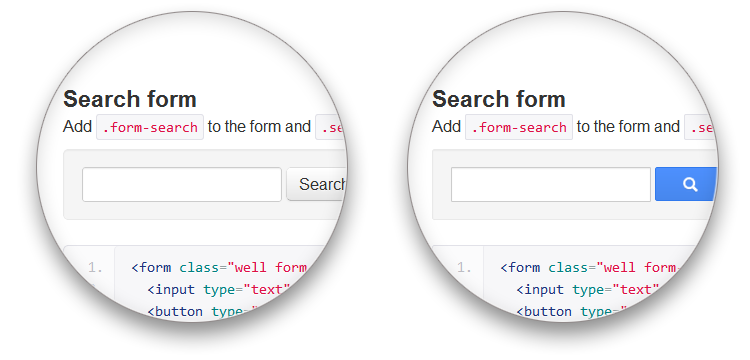 Search form
Add .form-search to the form and .se
Search
1. <form class="well form
<input type="text"
<button type=
Search form
Add .form-search to the form and .se
1. <form class="well form-
<input type="text"
<button type=